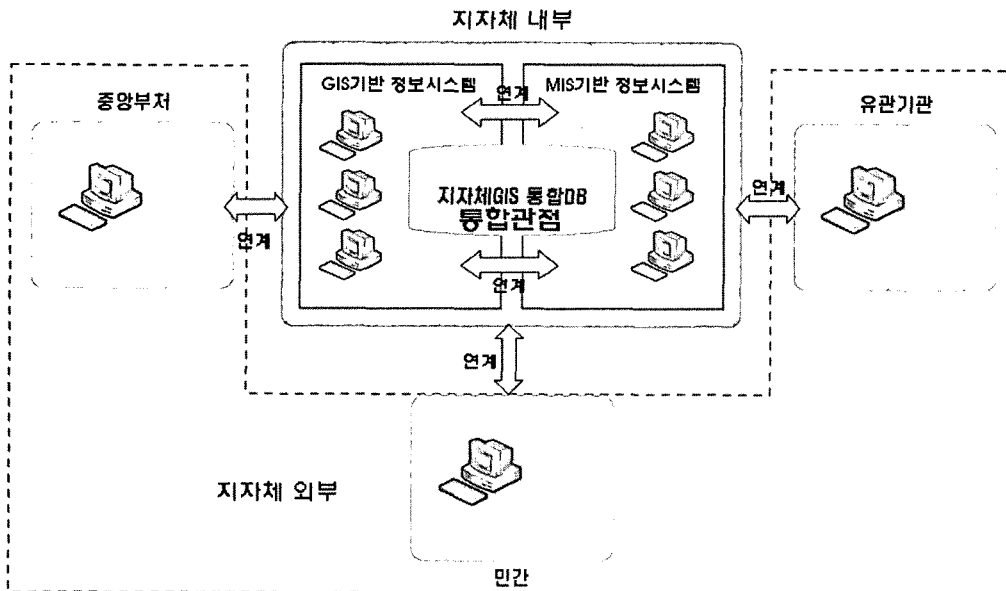 지자체 내부
중앙부처
GIS기반 정보시스템
연계
MIS기반 정보시스템
유관기관
지자체GIS 통합DB
통합관점
연계
연계
연계
연계
지자체 외부
민간